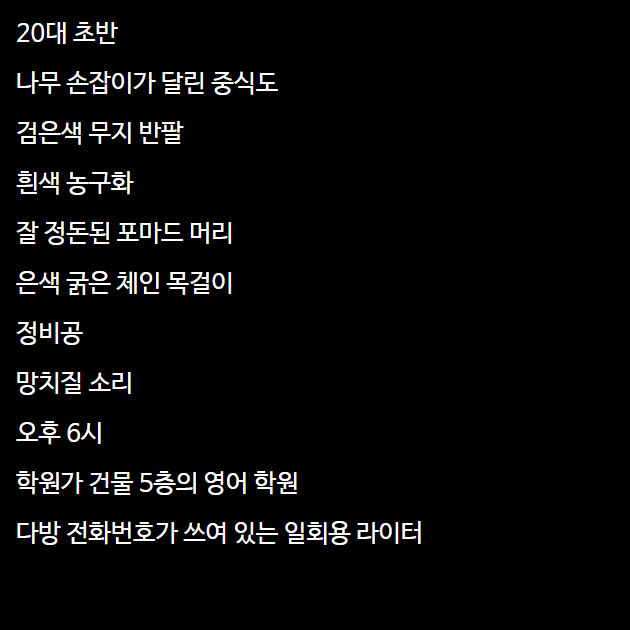 20대 초반
나무 손잡이가 달린 중식도
검은색 무지 반팔
흰색 농구화
잘 정돈된 포마드 머리
은색 굵은 체인 목걸이
정비공
망치질 소리
오후 6시
학원가 건물 5층의 영어 학원
다방 전화번호가 쓰여 있는 일회용 라이터